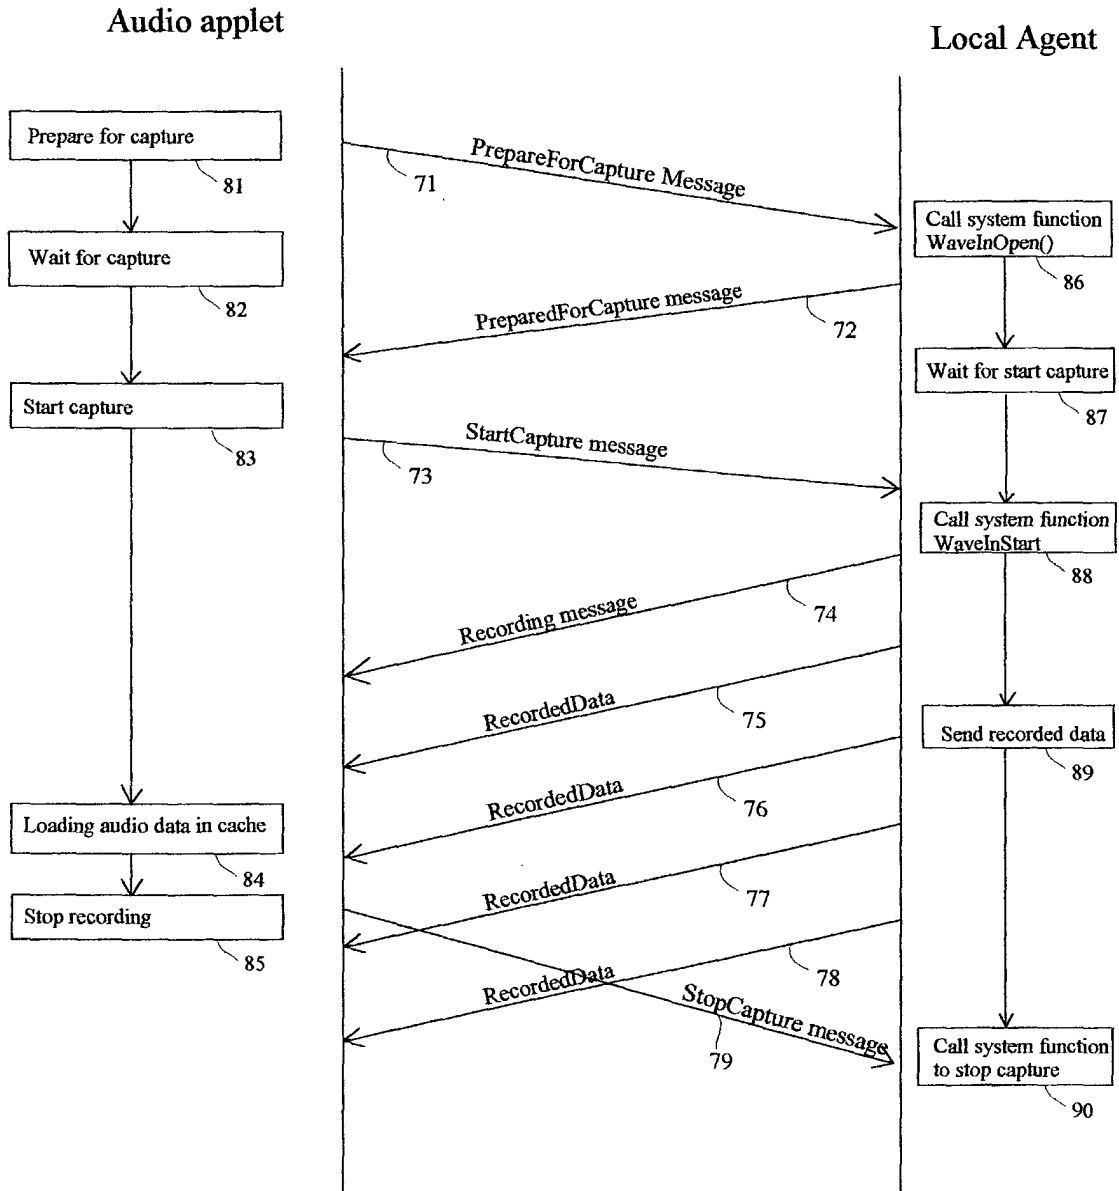 Audio applet
Local Agent
Prepare for capture
81
PrepareForCapture Message
71
Call system function
WaveInOpen()
86
Wait for capture
82
PreparedForCapture message
72
Wait for start capture
87
Start capture
83
StartCapture message
73
Call system function
WaveInStart
88
Recording message
74
RecordedData
75
Send recorded data
89
RecordedData
76
Loading audio data in cache
84
RecordedData
77
Stop recording
85
RecordedData
78
StopCapture message
79
Call system function
to stop capture
90